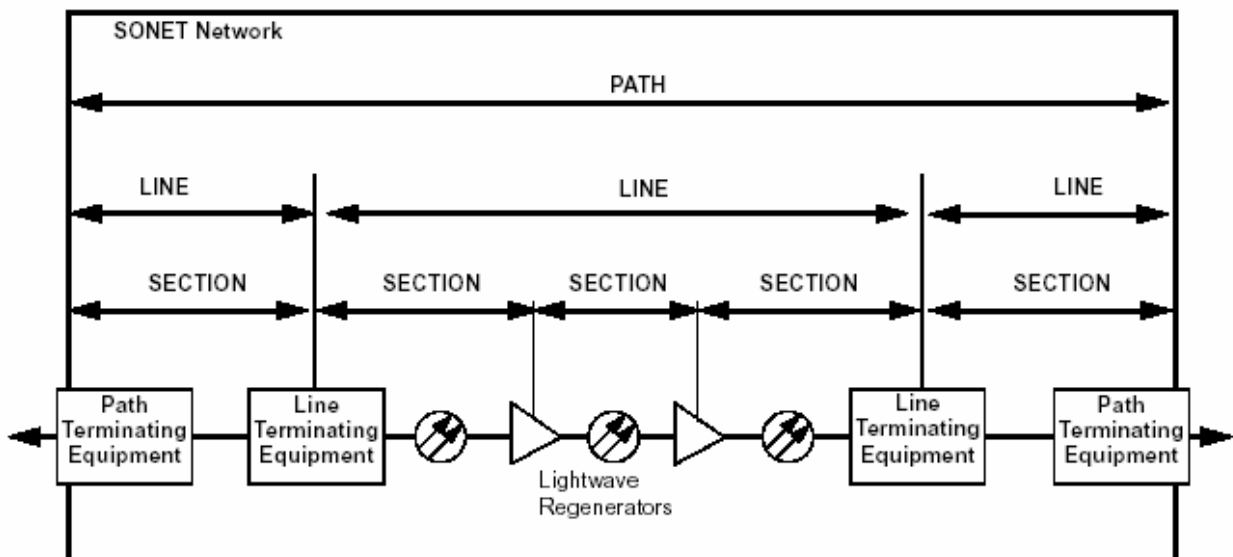 SONET Network
PATH
LINE
LINE
LINE
SECTION
SECTION
SECTION
SECTION
SECTION
Path
Terminating
Equipment
Line
Terminating
Equipment
Lightwave
Regenerators
Line
Terminating
Equipment
Path
Terminating
Equipment